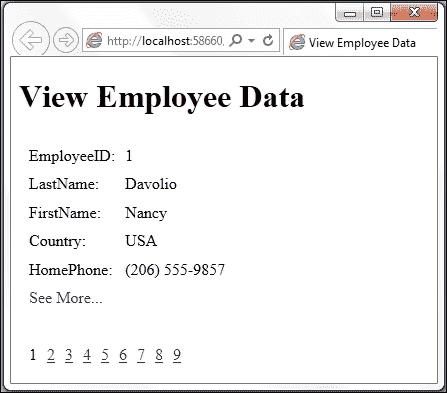 http://localhost:58660,
View Employee Data
View Employee Data
EmployeeID: 1
LastName: Davolio
FirstName: Nancy
Country: USA
HomePhone: (206) 555-9857
See More...
1 2 3 4 5 6 7 8 9